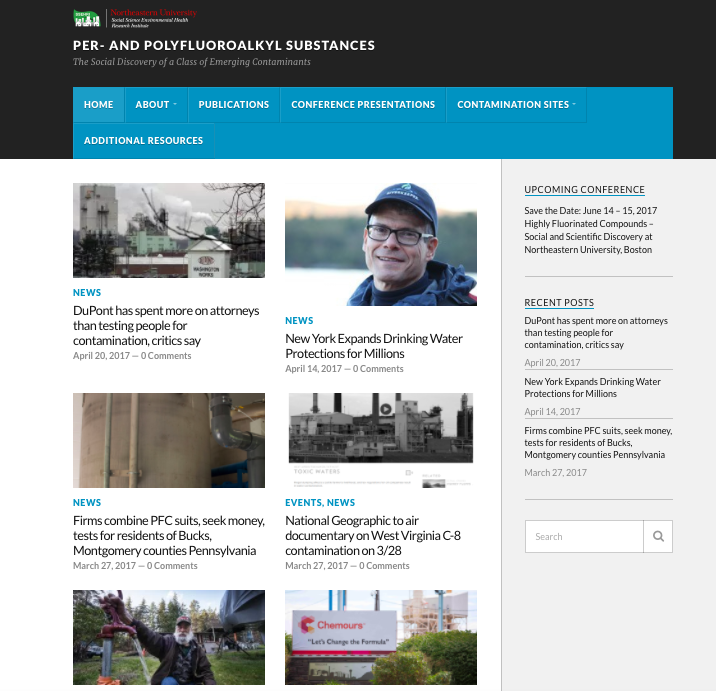 Northeastern University
Social Science Environmental Health
Research Institute
PER- AND POLYFLUOROALKYL SUBSTANCES
The Social Discovery of a Class of Emerging Contaminants
HOME
ABOUT
PUBLICATIONS
CONFERENCE PRESENTATIONS
CONTAMINATION SITES
ADDITIONAL RESOURCES
WASHINGTON
WORKS
NEWS
DuPont has spent more on attorneys
than testing people for
contamination, critics say
April 20, 2017 — 0 Comments
NEWS
New York Expands Drinking Water
Protections for Millions
April 14, 2017 — 0 Comments
NEWS
Firms combine PFC suits, seek money,
tests for residents of Bucks,
Montgomery counties Pennsylvania
March 27, 2017 — 0 Comments
TOXIC WATERS
EVENTS, NEWS
National Geographic to air
documentary on West Virginia C-8
contamination on 3/28
March 27, 2017 — 0 Comments
Chemours
"Let's Change the Formula"
UPCOMING CONFERENCE
Save the Date: June 14 – 15, 2017
Highly Fluorinated Compounds –
Social and Scientific Discovery at
Northeastern University, Boston
RECENT POSTS
DuPont has spent more on attorneys
than testing people for
contamination, critics say
April 20, 2017
New York Expands Drinking Water
Protections for Millions
April 14, 2017
Firms combine PFC suits, seek money,
tests for residents of Bucks,
Montgomery counties Pennsylvania
March 27, 2017
Search